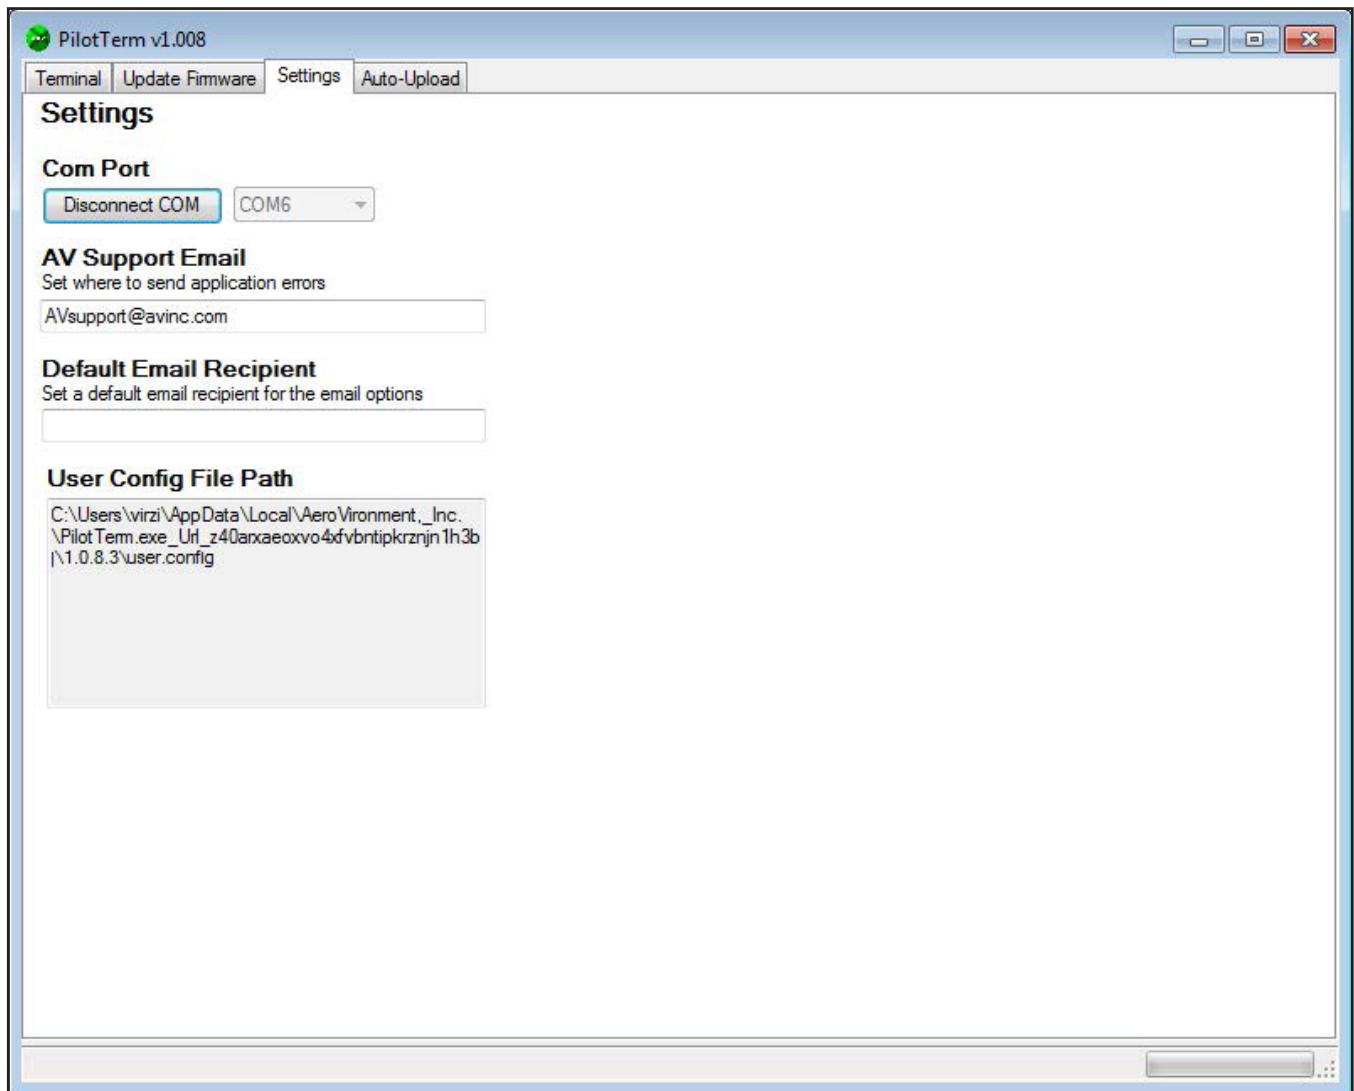 PilotTerm v1.008
Terminal Update Firmware Settings Auto-Upload
Settings
Com Port
Disconnect COM COM6
AV Support Email
Set where to send application errors
AVsupport@avinc.com
Default Email Recipient
Set a default email recipient for the email options
User Config File Path
C:\Users\virzi\AppData\Local\AeroVironment,_Inc.
\PilotTerm.exe_Url_z40arxaeoxvo4xfvbntipkrznjn1h3b
j\1.0.8.3\user.config